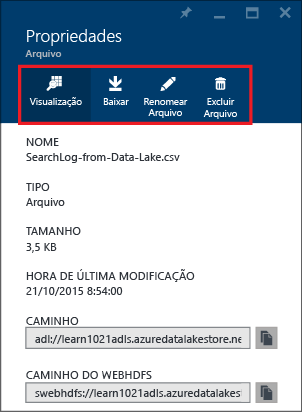 Propriedades
Arquivo
Visualização Baixar Renomear Arquivo Excluir Arquivo
NOME
SearchLog-from-Data-Lake.csv
TIPO
Arquivo
TAMANHO
3,5 KB
HORA DE ÚLTIMA MODIFICAÇÃO
21/10/2015 8:54:00
CAMINHO
adl://learn1021adls.azuredatalakestore.ne
CAMINHO DO WEBHDFS
swebhdfs://learn1021adls.azuredatalakes